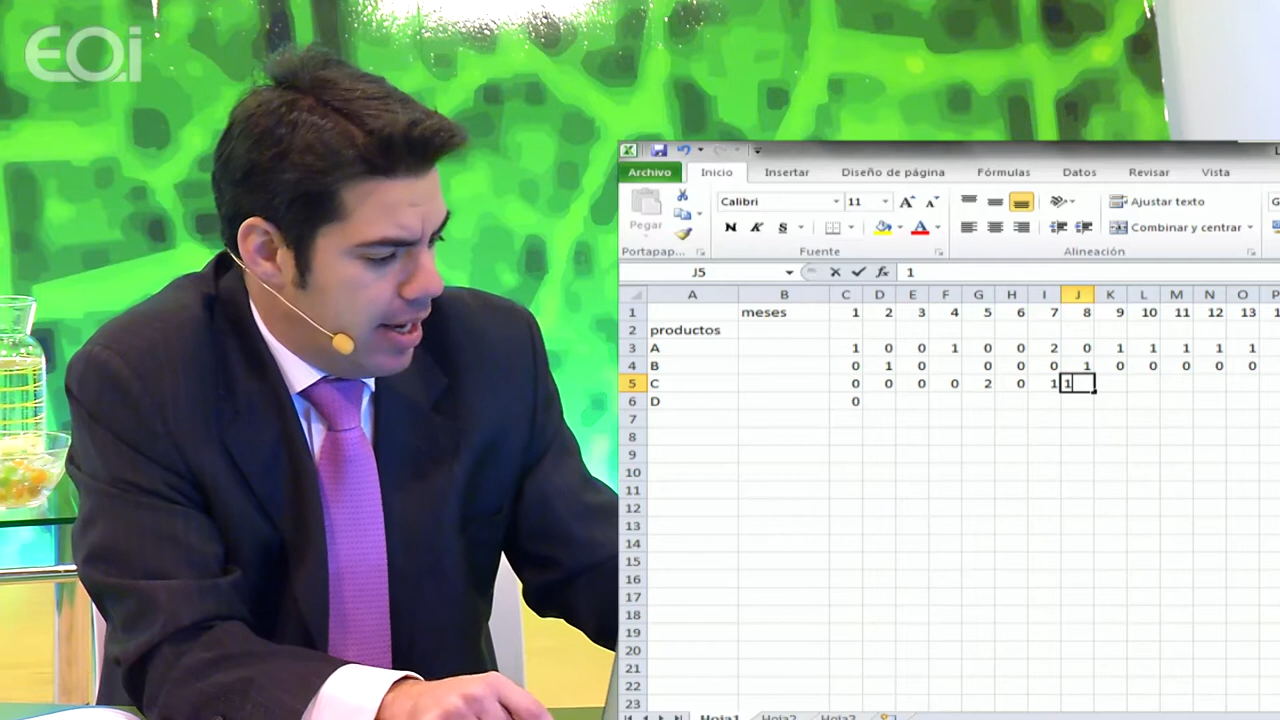 EOi
Archivo Inicio Insertar Diseño de página Fórmulas Datos Revisar Vista
Pegar Calibri 11 Ajustar texto
N K S Combinar y centrar
Portapap... Fuente Alineación
J5 fx 1
A B C D E F G H I J K L M N O P
1 meses 1 2 3 4 5 6 7 8 9 10 11 12 13
2 productos
3 A 1 0 0 1 0 0 2 0 1 1 1 1 1
4 B 0 1 0 0 0 0 1 0 0 0 0 0
5 C 0 0 0 0 2 0 1 1
6 D 0
7
8
9
10
11
12
13
14
15
16
17
18
19
20
21
22
23
Hoja1 Hoja2 Hoja3